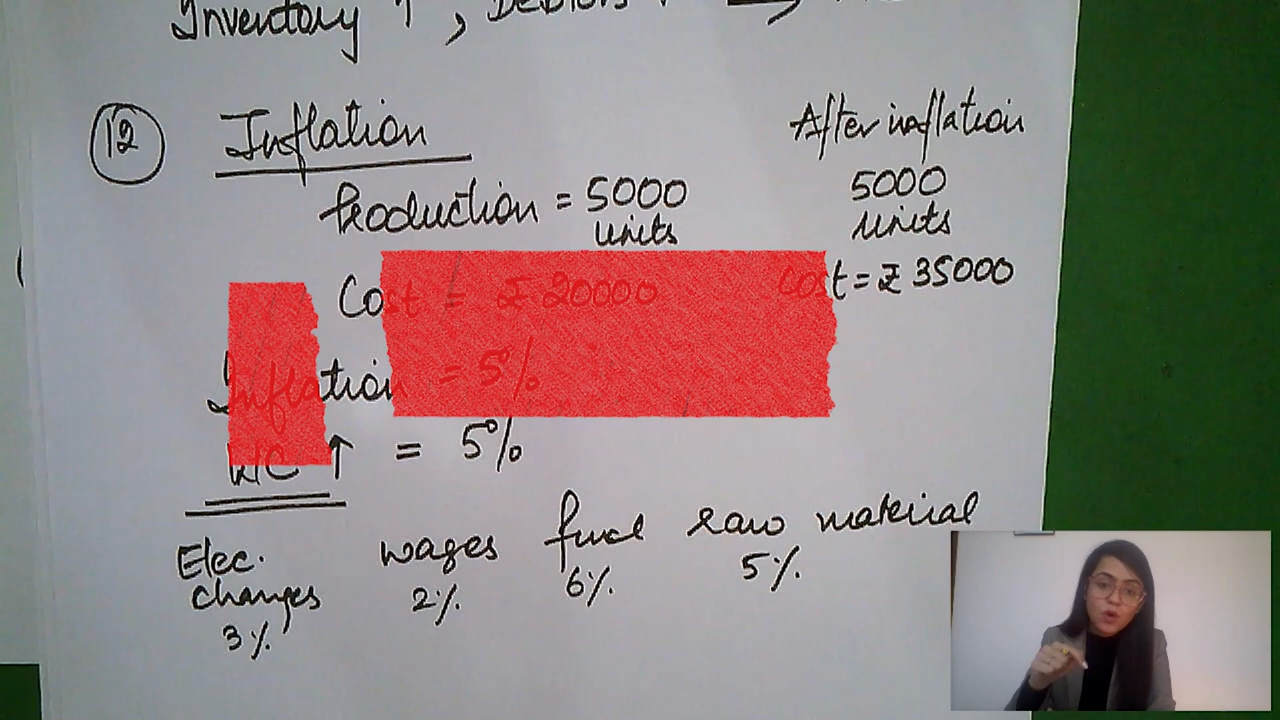 Inventory ↑ , Debtors ↑
12 Inflation
After inflation
Production = 5000 units
5000 units
Cost = ₹ 20000
Cost = ₹ 35000
Inflation = 5%
WC ↑ = 5%
Elec. charges 3%
wages 2%
fuel 6%
raw material 5%